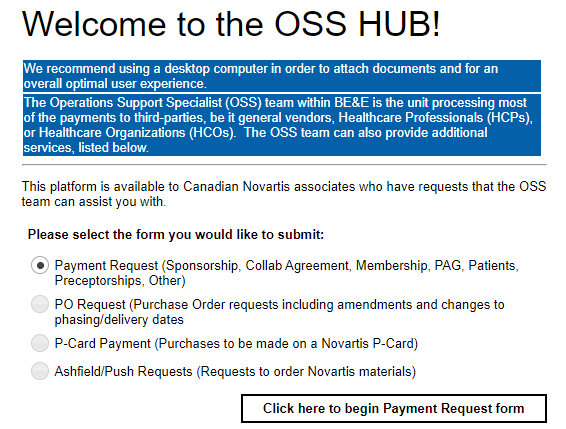 Welcome to the OSS HUB!
We recommend using a desktop computer in order to attach documents and for an
overall optimal user experience.
The Operations Support Specialist (OSS) team within BE&E is the unit processing most
of the payments to third-parties, be it general vendors, Healthcare Professionals (HCPs),
or Healthcare Organizations (HCOs).  The OSS team can also provide additional
services, listed below.
This platform is available to Canadian Novartis associates who have requests that the OSS
team can assist you with.
Please select the form you would like to submit:
Payment Request (Sponsorship, Collab Agreement, Membership, PAG, Patients,
Preceptorships, Other)
PO Request (Purchase Order requests including amendments and changes to
phasing/delivery dates
P-Card Payment (Purchases to be made on a Novartis P-Card)
Ashfield/Push Requests (Requests to order Novartis materials)
Click here to begin Payment Request form